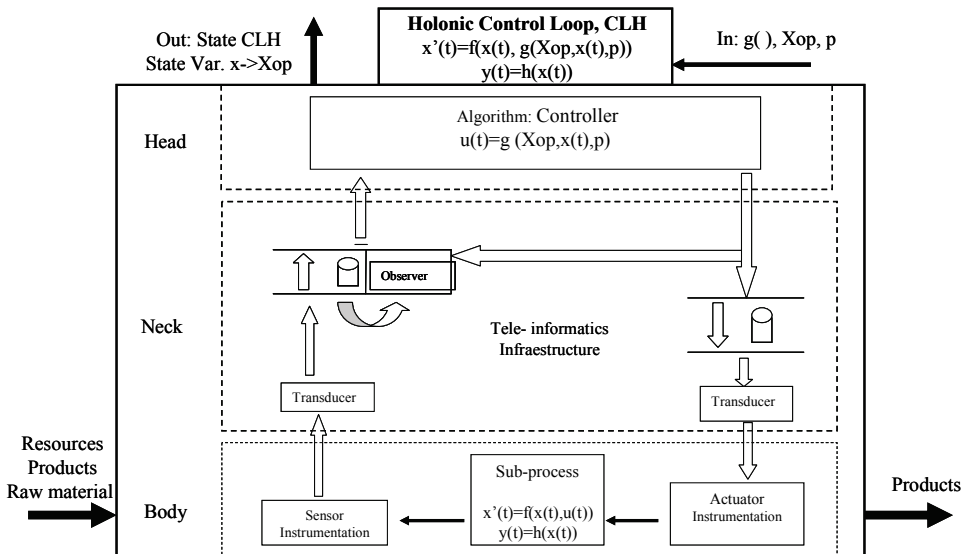 Holonic Control Loop, CLH
x’(t)=f(x(t), g(Xop,x(t),p))
y(t)=h(x(t))
Out: State CLH
State Var. x->Xop
In: g( ), Xop, p
Head
Algorithm: Controller
u(t)=g (Xop,x(t),p)
Observer
Neck
Tele- informatics
Infraestructure
Transducer
Transducer
Resources
Products
Raw material
Body
Sensor
Instrumentation
Sub-process
x’(t)=f(x(t),u(t))
y(t)=h(x(t))
Actuator
Instrumentation
Products